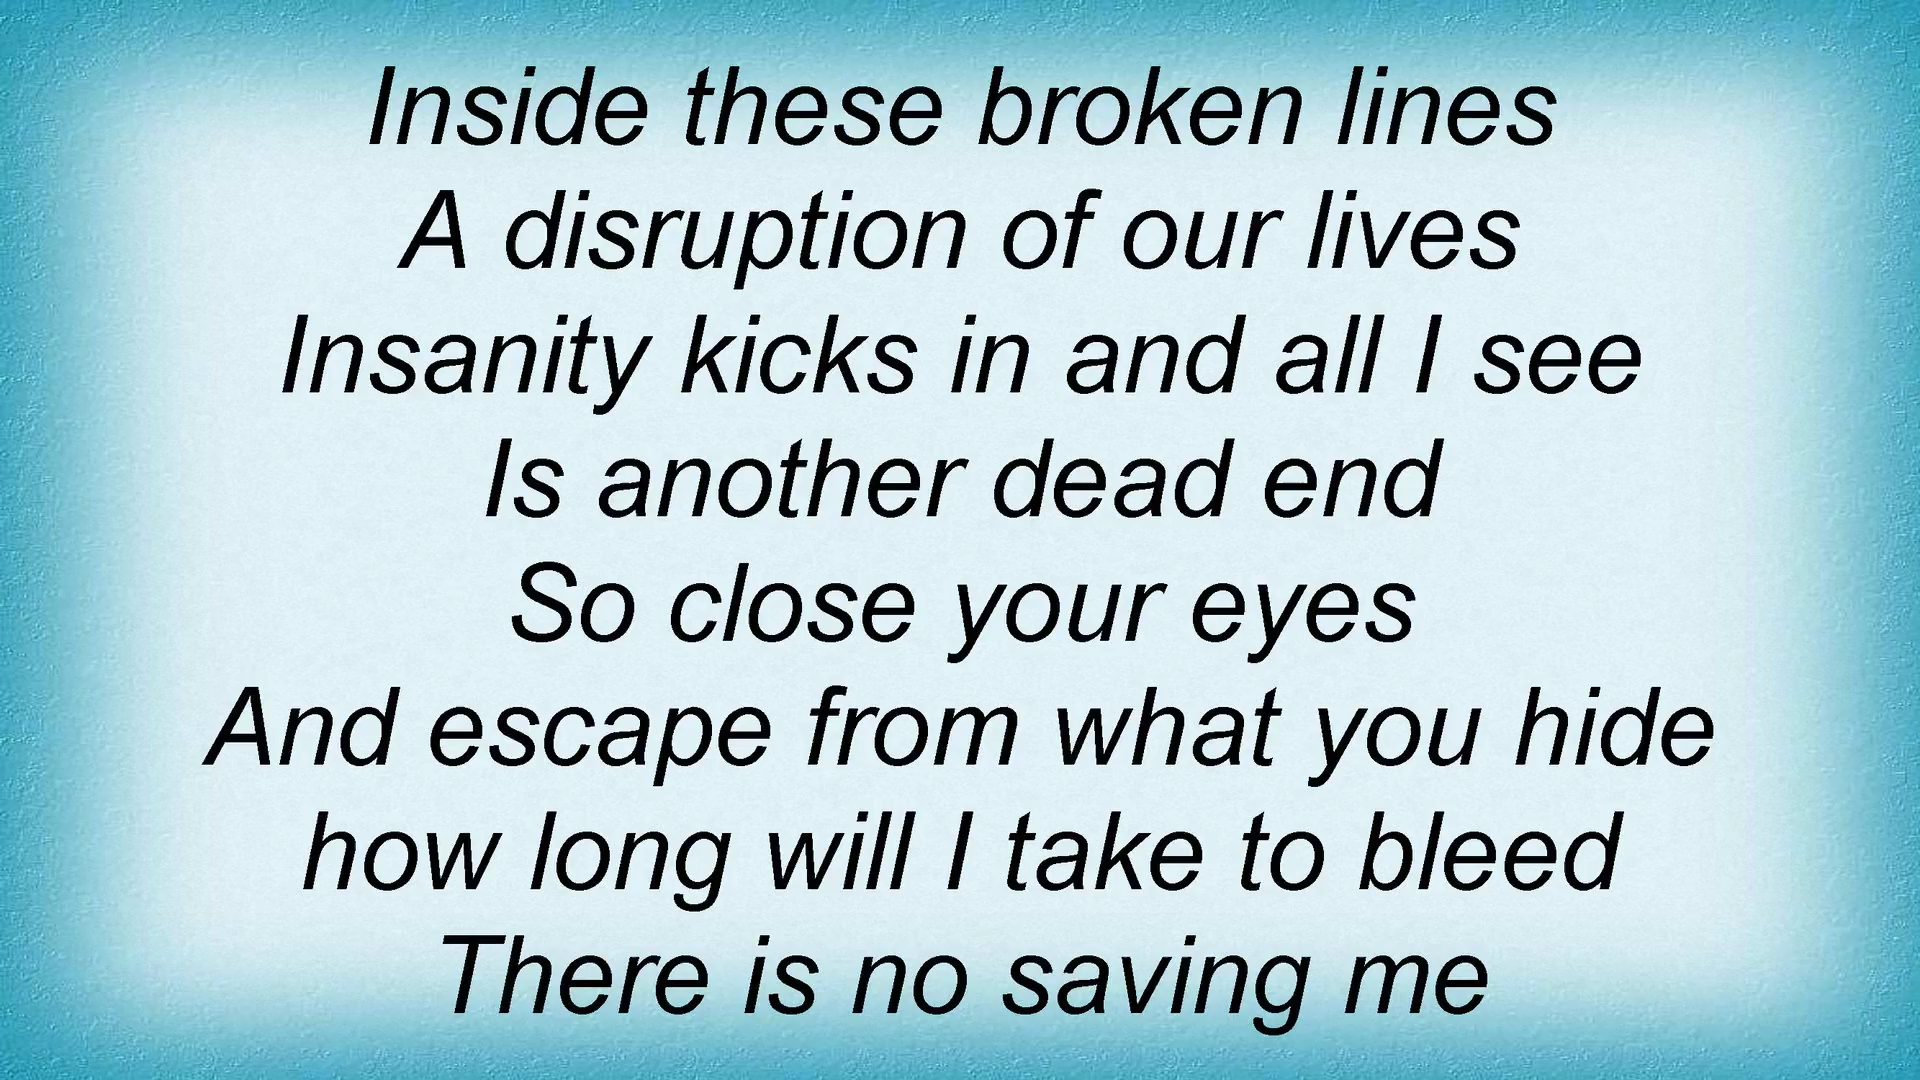 Inside these broken lines
A disruption of our lives
Insanity kicks in and all I see
Is another dead end
So close your eyes
And escape from what you hide
how long will I take to bleed
There is no saving me